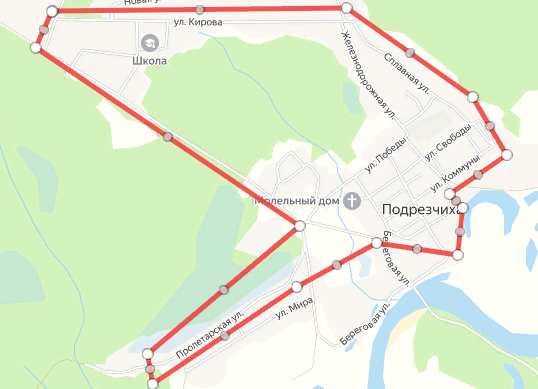 Новая
ул. Кирова
Школа
Железнодорожная ул.
Сплавная ул.
ул. Свободы
ул. Победы
ул. Коммуны
Молельный дом
Подрезчиха
Береговая ул.
Пролетарская ул.
ул. Мира
Береговая ул.